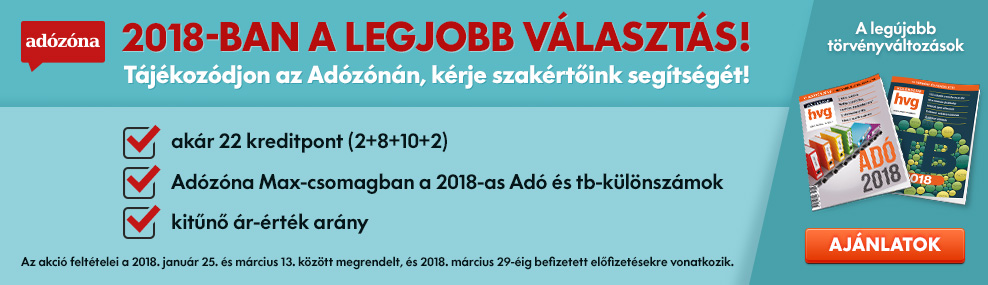 adózóna
2018-BAN A LEGJOBB VÁLASZTÁS!
Tájékozódjon az Adózónán, kérje szakértőink segítségét!
akár 22 kreditpont (2+8+10+2)
Adózóna Max-csomagban a 2018-as Adó és tb-különszámok
kitűnő ár-érték arány
Az akció feltételei a 2018. január 25. és március 13. között megrendelt, és 2018. március 29-éig befizetett előfizetésekre vonatkozik.
A legújabb
törvényváltozások
hvg
ADÓ
2018
hvg
TB
2018
AJÁNLATOK